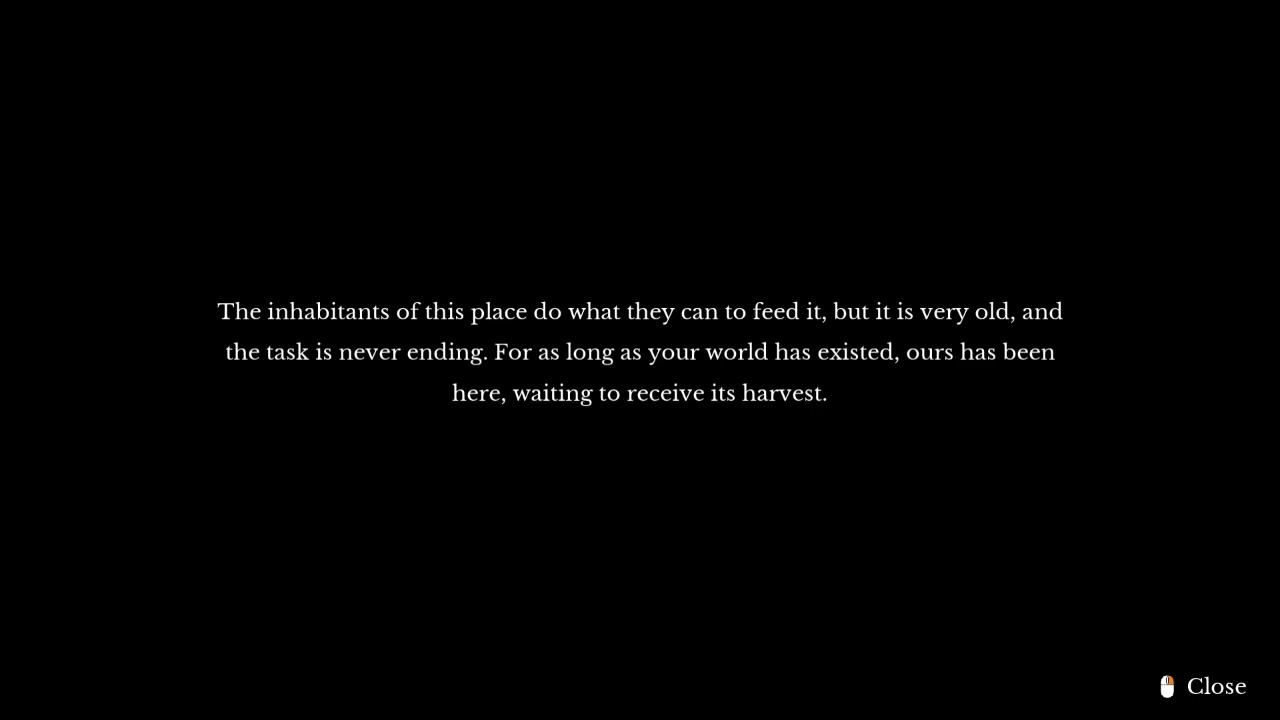 The inhabitants of this place do what they can to feed it, but it is very old, and
the task is never ending. For as long as your world has existed, ours has been
here, waiting to receive its harvest.
Close